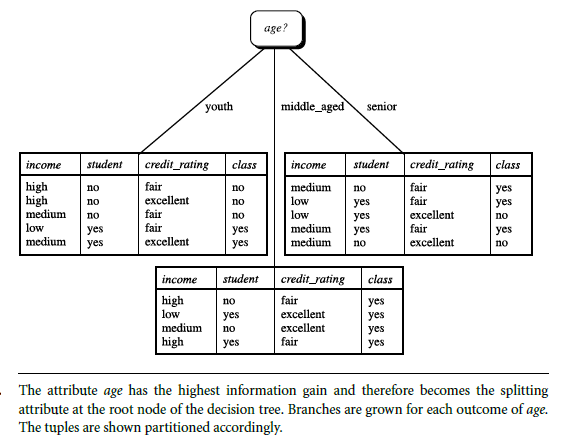 age?
youth
middle_aged
senior
income student credit_rating class
high no fair no
high no excellent no
medium no fair no
low yes fair yes
medium yes excellent yes
income student credit_rating class
medium no fair yes
low yes fair yes
low yes excellent no
medium yes fair yes
medium no excellent no
income student credit_rating class
high no fair yes
low yes excellent yes
medium no excellent yes
high yes fair yes
The attribute age has the highest information gain and therefore becomes the splitting
attribute at the root node of the decision tree. Branches are grown for each outcome of age.
The tuples are shown partitioned accordingly.